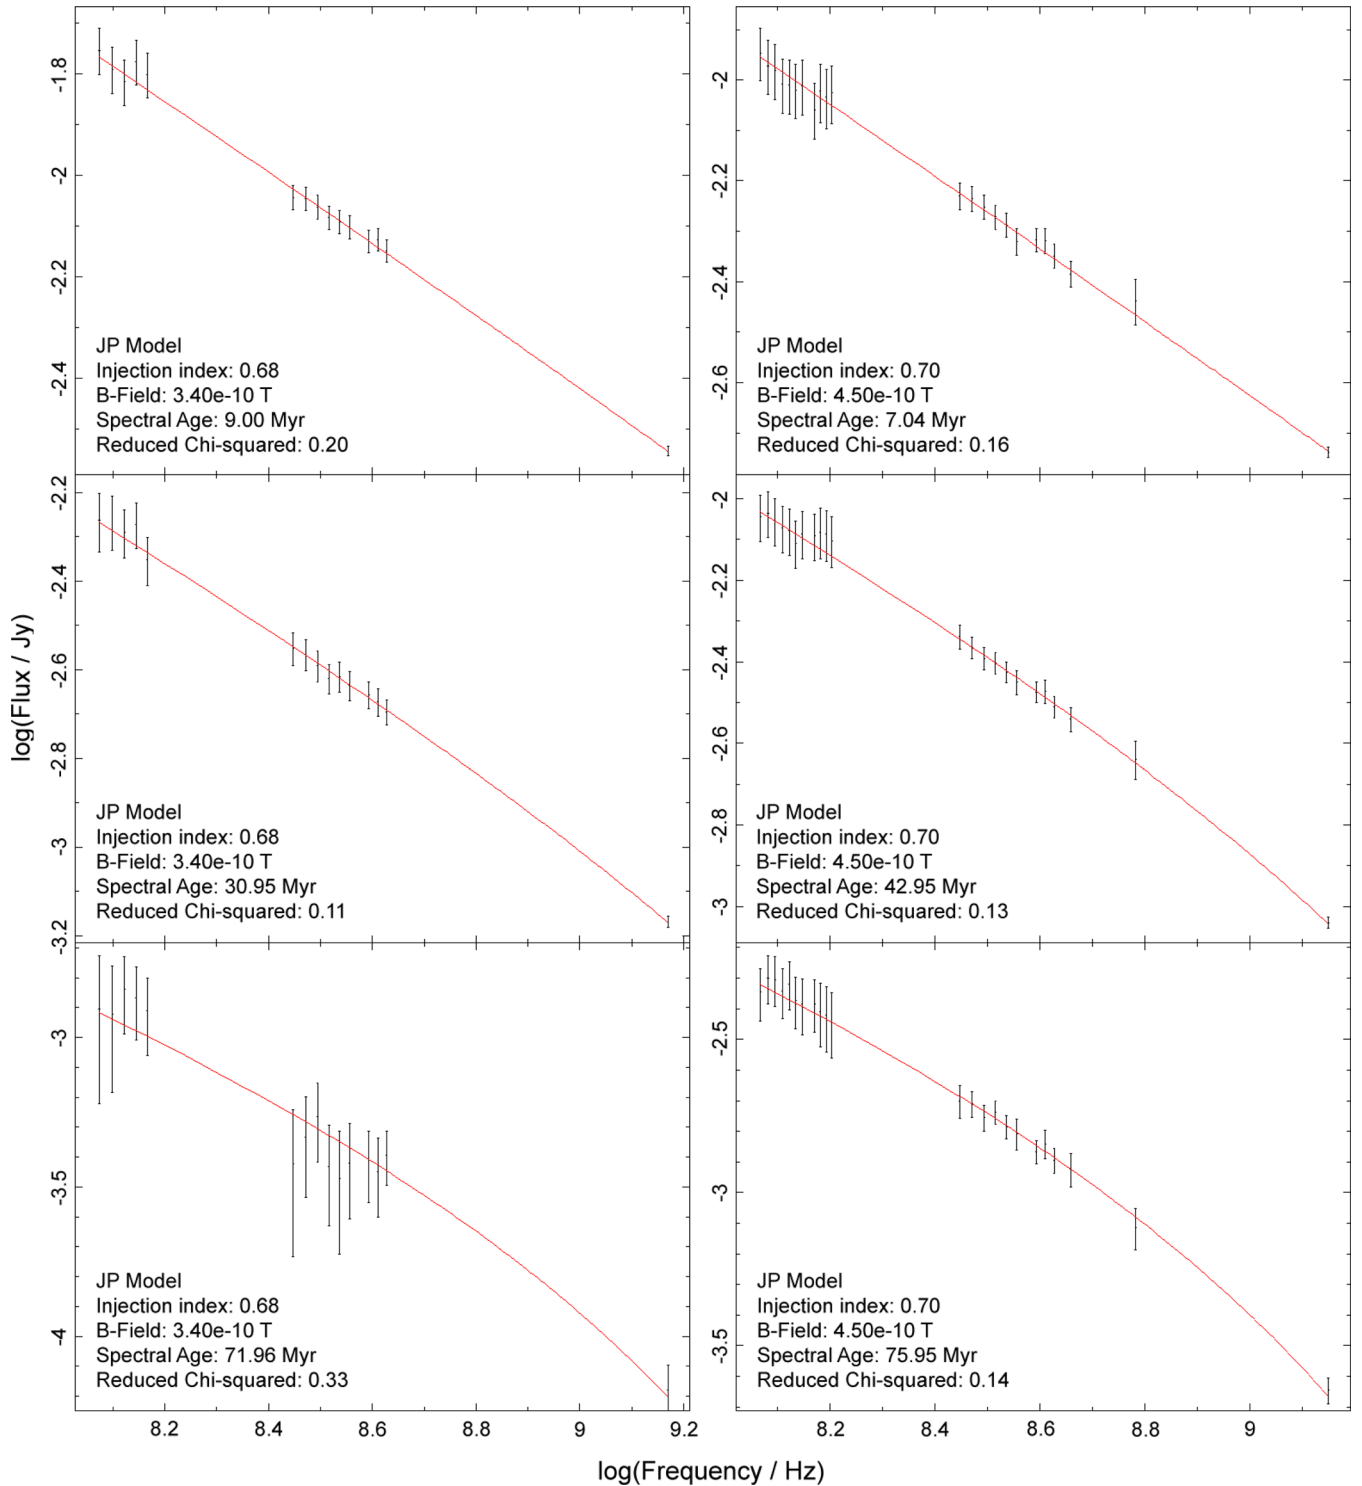 -1.8
-2
-2.2
-2.4
JP Model
Injection index: 0.68
B-Field: 3.40e-10 T
Spectral Age: 9.00 Myr
Reduced Chi-squared: 0.20
-2
-2.2
-2.4
-2.6
JP Model
Injection index: 0.70
B-Field: 4.50e-10 T
Spectral Age: 7.04 Myr
Reduced Chi-squared: 0.16
log(Flux / Jy)
-2.2
-2.4
-2.6
-2.8
-3
-3.2
JP Model
Injection index: 0.68
B-Field: 3.40e-10 T
Spectral Age: 30.95 Myr
Reduced Chi-squared: 0.11
-2
-2.2
-2.4
-2.6
-2.8
-3
JP Model
Injection index: 0.70
B-Field: 4.50e-10 T
Spectral Age: 42.95 Myr
Reduced Chi-squared: 0.13
-3
-3.5
-4
JP Model
Injection index: 0.68
B-Field: 3.40e-10 T
Spectral Age: 71.96 Myr
Reduced Chi-squared: 0.33
-2.5
-3
-3.5
JP Model
Injection index: 0.70
B-Field: 4.50e-10 T
Spectral Age: 75.95 Myr
Reduced Chi-squared: 0.14
8.2 8.4 8.6 8.8 9 9.2
8.2 8.4 8.6 8.8 9
log(Frequency / Hz)